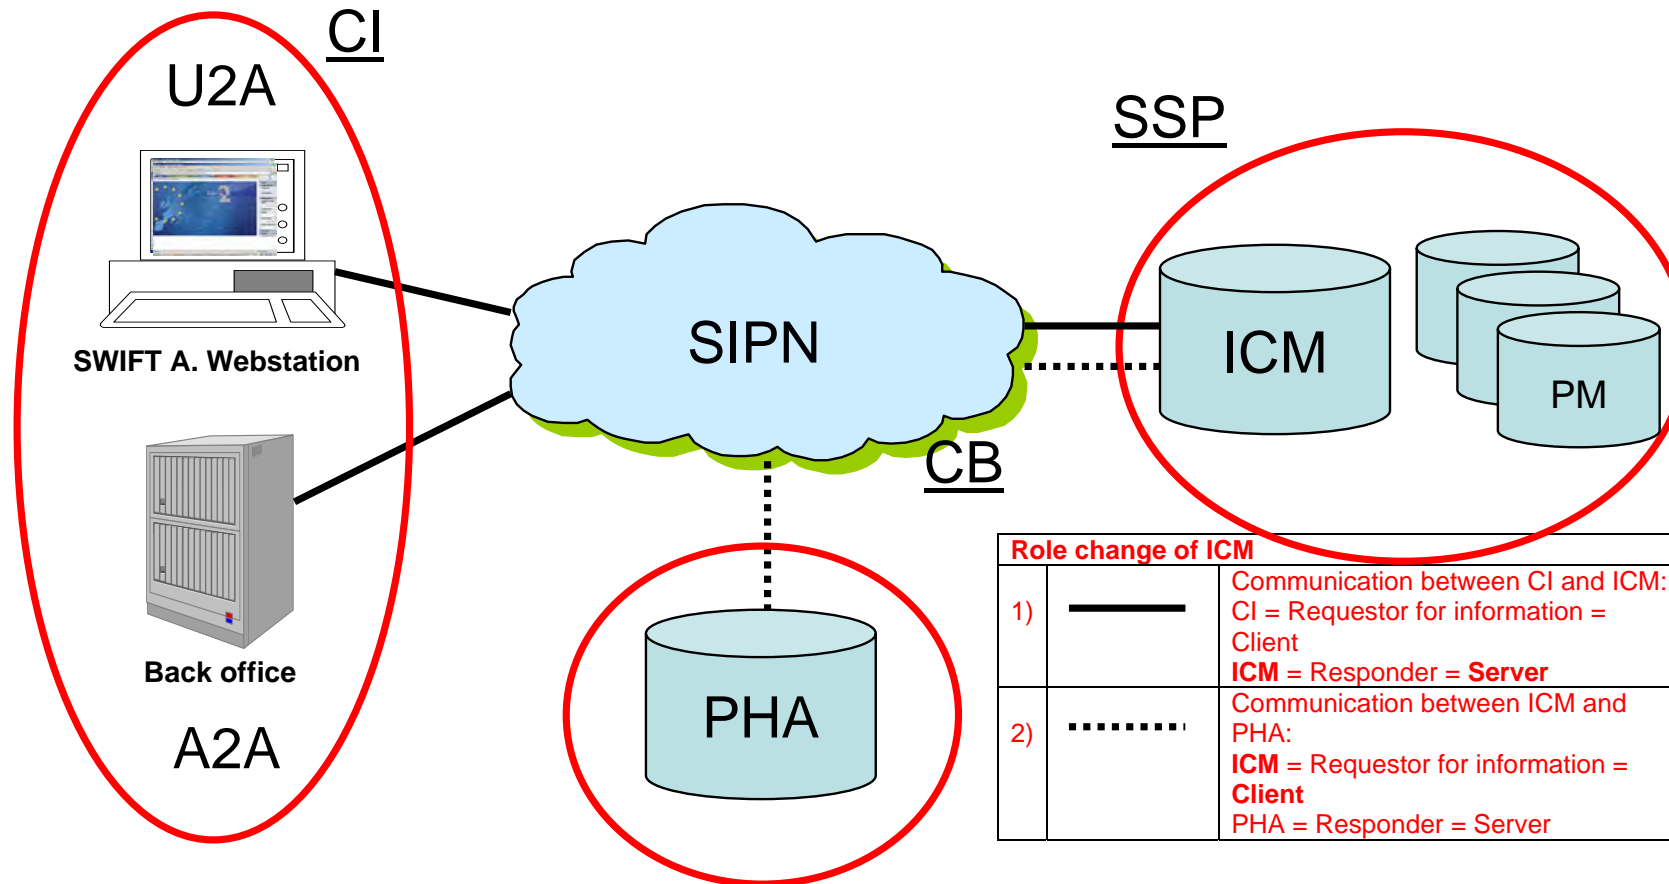 CI
U2A
SSP
SWIFT A. Webstation
SIPN
ICM
PM
CB
Back office
A2A
PHA
Role change of ICM
1)
Communication between CI and ICM:
CI = Requestor for information =
Client
ICM = Responder = Server
2)
Communication between ICM and
PHA:
ICM = Requestor for information =
Client
PHA = Responder = Server